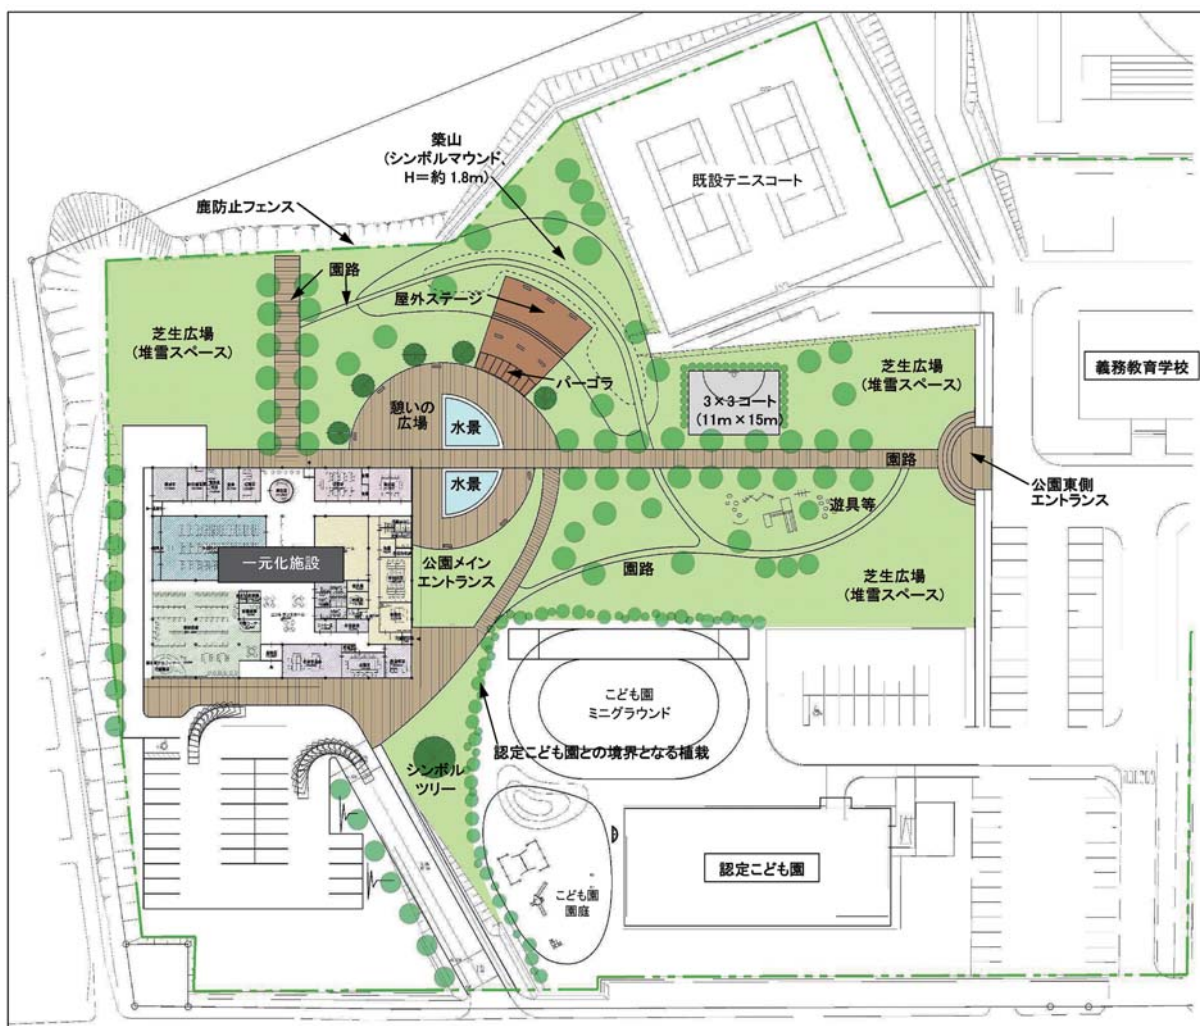 築山
(シンボルマウンド、
H=約 1.8m)
既設テニスコート
鹿防止フェンス
園路
屋外ステージ
芝生広場
(堆雪スペース)
パーゴラ
憩いの
広場
水景
3×3 コート
(11m×15m)
芝生広場
(堆雪スペース)
義務教育学校
園路
公園東側
エントランス
水景
遊具等
一元化施設
公園メイン
エントランス
園路
芝生広場
(堆雪スペース)
こども園
ミニグラウンド
認定こども園との境界となる植栽
シンボル
ツリー
認定こども園
こども園
園庭